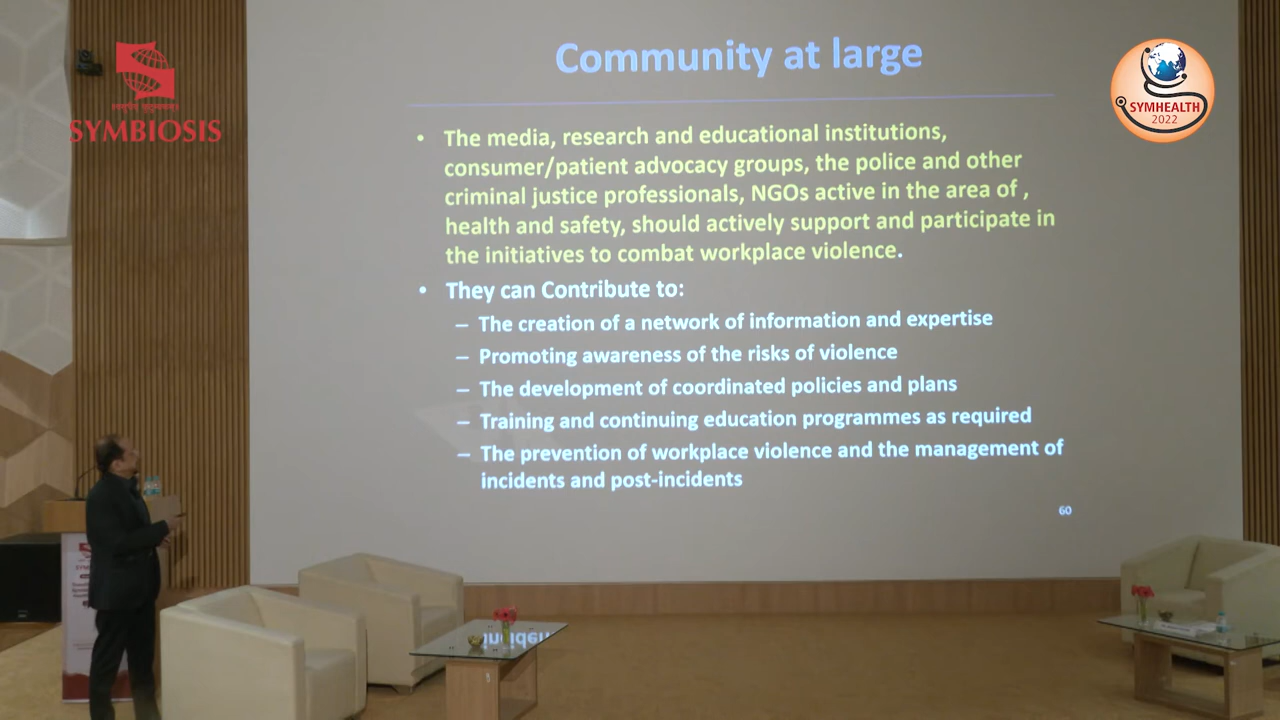 SYMBIOSIS
SYMHEALTH
2022
Community at large
• The media, research and educational institutions,
consumer/patient advocacy groups, the police and other
criminal justice professionals, NGOs active in the area of ,
health and safety, should actively support and participate in
the initiatives to combat workplace violence.
• They can Contribute to:
– The creation of a network of information and expertise
– Promoting awareness of the risks of violence
– The development of coordinated policies and plans
– Training and continuing education programmes as required
– The prevention of workplace violence and the management of
incidents and post-incidents
60